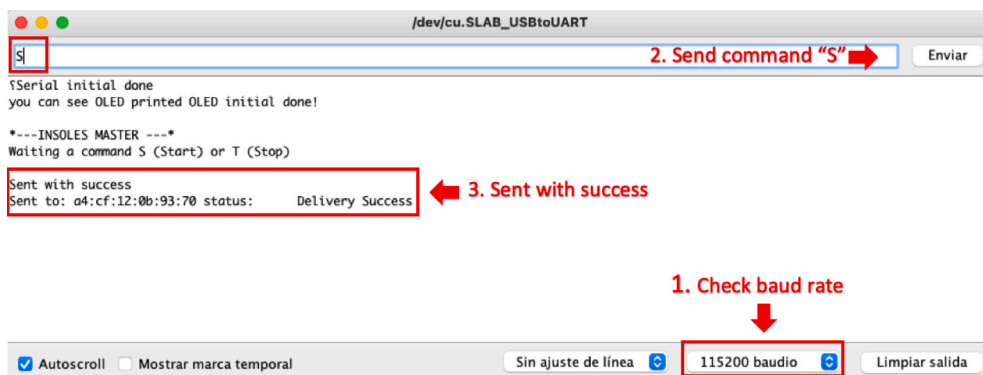 /dev/cu.SLAB_USBtoUART
S
2. Send command “S”
Enviar
⸮Serial initial done
you can see OLED printed OLED initial done!
*---INSOLES MASTER ---*
Waiting a command S (Start) or T (Stop)
Sent with success
Sent to: a4:cf:12:0b:93:70 status: Delivery Success
3. Sent with success
1. Check baud rate
Autoscroll
Mostrar marca temporal
Sin ajuste de línea
115200 baudio
Limpiar salida